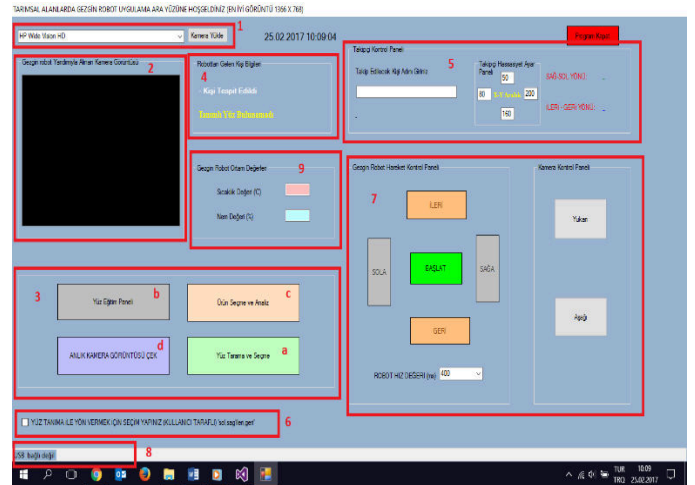 TARIMSAL ALANLARDA GEZGİN ROBOT UYGULAMA ARA YÜZÜNE HOŞGELDİNİZ (EN İYİ GÖRÜNTÜ 1366 X 768)
HP Wide Vision HD
Kamera Yükle
1
25.02 2017 10:09:04
Programı Kapat
Gezgin robot Yardımıyla Alınan Kamera Görüntüsü
2
Robottan Gelen Kişi Bilgileri
4
- Kişi Tespit Edildi
Tanımlı Yüz Bulunamadı
Takipçi Kontrol Paneli
Takip Edilecek Kişi Adını Giriniz
5
Takipçi Hassasiyet Ayar
Paneli
50
80
X-Y Aralık
200
160
SAĞ-SOL YÖNÜ:
-
İLERİ - GERİ YÖNÜ:
-
-
Gezgin Robot Ortam Değerleri
9
Sıcaklık Değeri (C)
Nem Değeri (%)
Gezgin Robot Hareket Kontrol Paneli
7
İLERİ
SOLA
BAŞLAT
SAĞA
GERİ
ROBOT HIZ DEĞERİ (ms)
400
Kamera Kontrol Paneli
Yukarı
Aşağı
3
Yüz Eğitim Paneli
b
Ürün Segme ve Analiz
c
ANLIK KAMERA GÖRÜNTÜSÜ ÇEK
d
Yüz Tarama ve Segme
a
YÜZ TANIMA İLE YÖN VERMEK İÇİN SEÇİM YAPINIZ (KULLANICI TARAFLI) 'sol,sag,ileri,geri'
6
USB bağlı değil
8
TUR
TRQ
10:09
25.02.2017